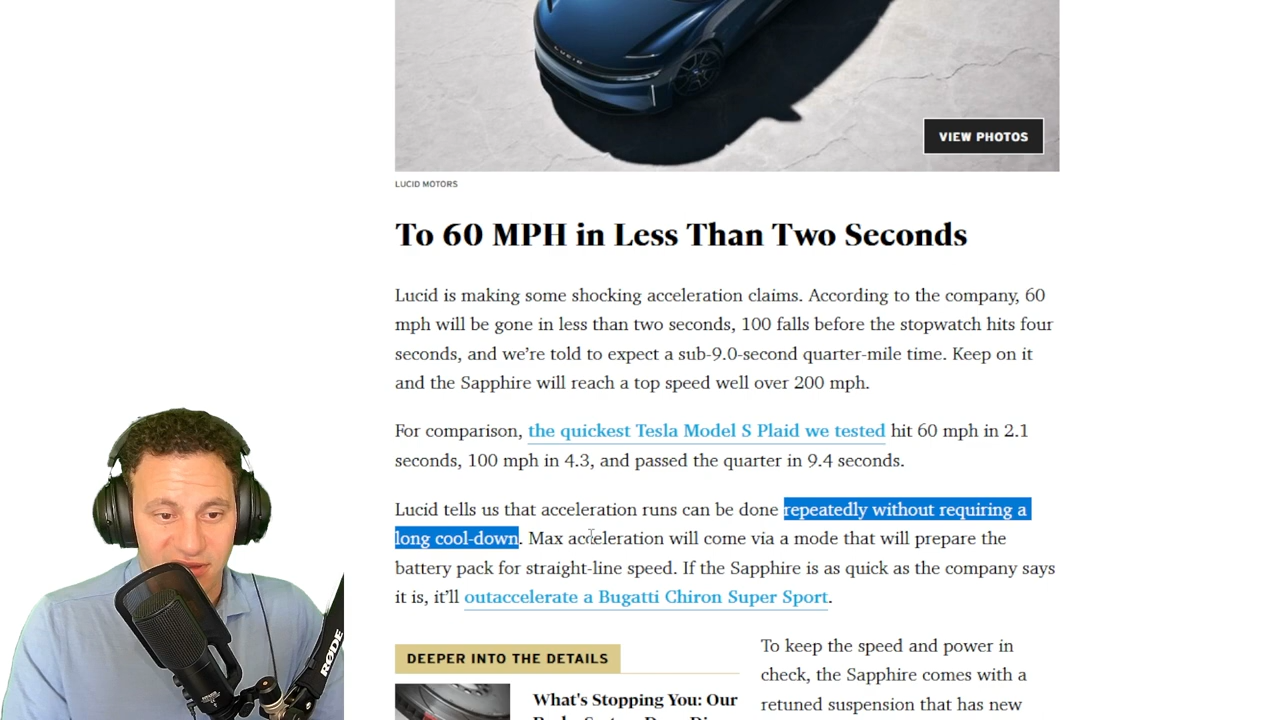 LUCID
VIEW PHOTOS
LUCID MOTORS
To 60 MPH in Less Than Two Seconds
Lucid is making some shocking acceleration claims. According to the company, 60
mph will be gone in less than two seconds, 100 falls before the stopwatch hits four
seconds, and we’re told to expect a sub-9.0-second quarter-mile time. Keep on it
and the Sapphire will reach a top speed well over 200 mph.
For comparison, the quickest Tesla Model S Plaid we tested hit 60 mph in 2.1
seconds, 100 mph in 4.3, and passed the quarter in 9.4 seconds.
Lucid tells us that acceleration runs can be done repeatedly without requiring a
long cool-down. Max acceleration will come via a mode that will prepare the
battery pack for straight-line speed. If the Sapphire is as quick as the company says
it is, it’ll outaccelerate a Bugatti Chiron Super Sport.
DEEPER INTO THE DETAILS
What's Stopping You: Our
To keep the speed and power in
check, the Sapphire comes with a
retuned suspension that has new
RØDE